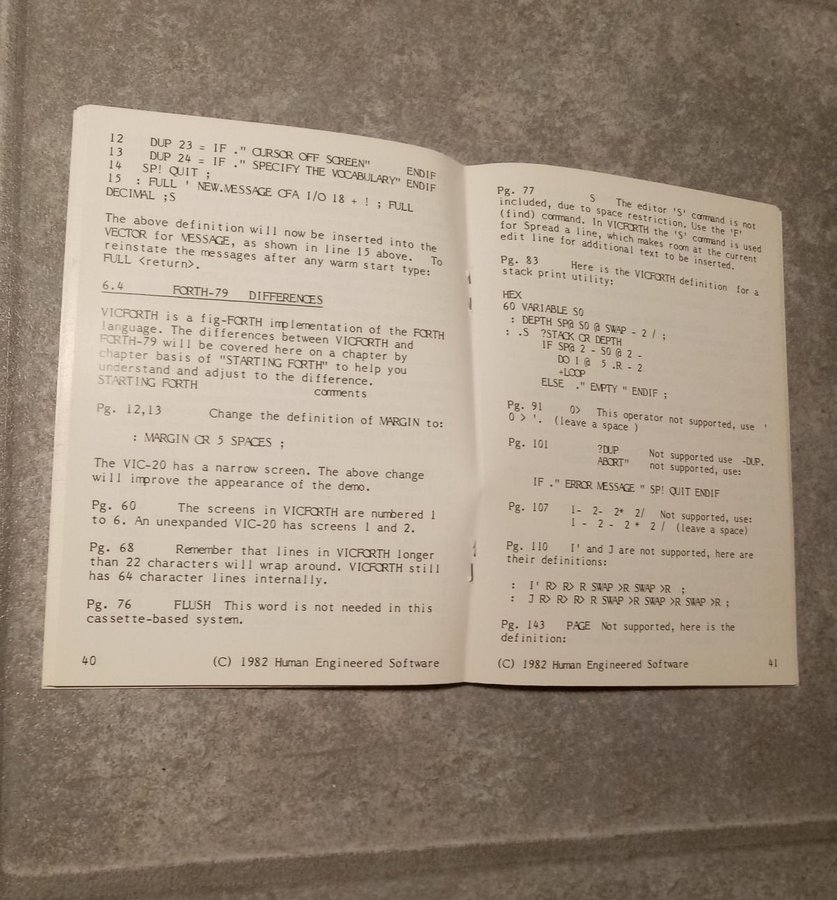 12 DUP 23 = IF ." CURSOR OFF SCREEN" ENDIF
13 DUP 24 = IF ." SPECIFY THE VOCABULARY" ENDIF
14 SP! QUIT ;
15 : FULL ' NEW.MESSAGE CFA I/O 18 + ! ; FULL
DECIMAL ;S
The above definition will now be inserted into the
VECTOR for MESSAGE, as shown in line 15 above. To
reinstate the messages after any warm start type:
FULL <return>.
6.4 FORTH-79 DIFFERENCES
VICFORTH is a fig-FORTH implementation of the FORTH
language. The differences between VICFORTH and
FORTH-79 will be covered here on a chapter by
chapter basis of "STARTING FORTH" to help you
understand and adjust to the difference.
STARTING FORTH comments
Pg. 12,13 Change the definition of MARGIN to:
: MARGIN CR 5 SPACES ;
The VIC-20 has a narrow screen. The above change
will improve the appearance of the demo.
Pg. 60 The screens in VICFORTH are numbered 1
to 6. An unexpanded VIC-20 has screens 1 and 2.
Pg. 68 Remember that lines in VICFORTH longer
than 22 characters will wrap around. VICFORTH still
has 64 character lines internally.
Pg. 76 FLUSH This word is not needed in this
cassette-based system.
40 (C) 1982 Human Engineered Software
Pg. 77 S The editor 'S' command is not
included, due to space restriction. Use the 'F'
(find) command. In VICFORTH the 'S' command is used
for Spread a line, which makes room at the current
edit line for additional text to be inserted.
Pg. 83 Here is the VICFORTH definition for a
stack print utility:
HEX
60 VARIABLE S0
: DEPTH SP@ S0 @ SWAP - 2 / ;
: .S ?STACK CR DEPTH
IF SP@ 2 - S0 @ 2 -
DO I @ 5 .R - 2
+LOOP
ELSE ." EMPTY " ENDIF ;
Pg. 91 0> This operator not supported, use '
0 > '. (leave a space )
Pg. 101 ?DUP Not supported use -DUP.
ABORT" not supported, use:
IF ." ERROR MESSAGE " SP! QUIT ENDIF
Pg. 107 1- 2- 2* 2/ Not supported, use:
1 - 2 - 2 * 2 / (leave a space)
Pg. 110 I' and J are not supported, here are
their definitions:
: I' R> R> R SWAP >R SWAP >R ;
: J R> R> R> R SWAP >R SWAP >R SWAP >R ;
Pg. 143 PAGE Not supported, here is the
definition:
(C) 1982 Human Engineered Software 41